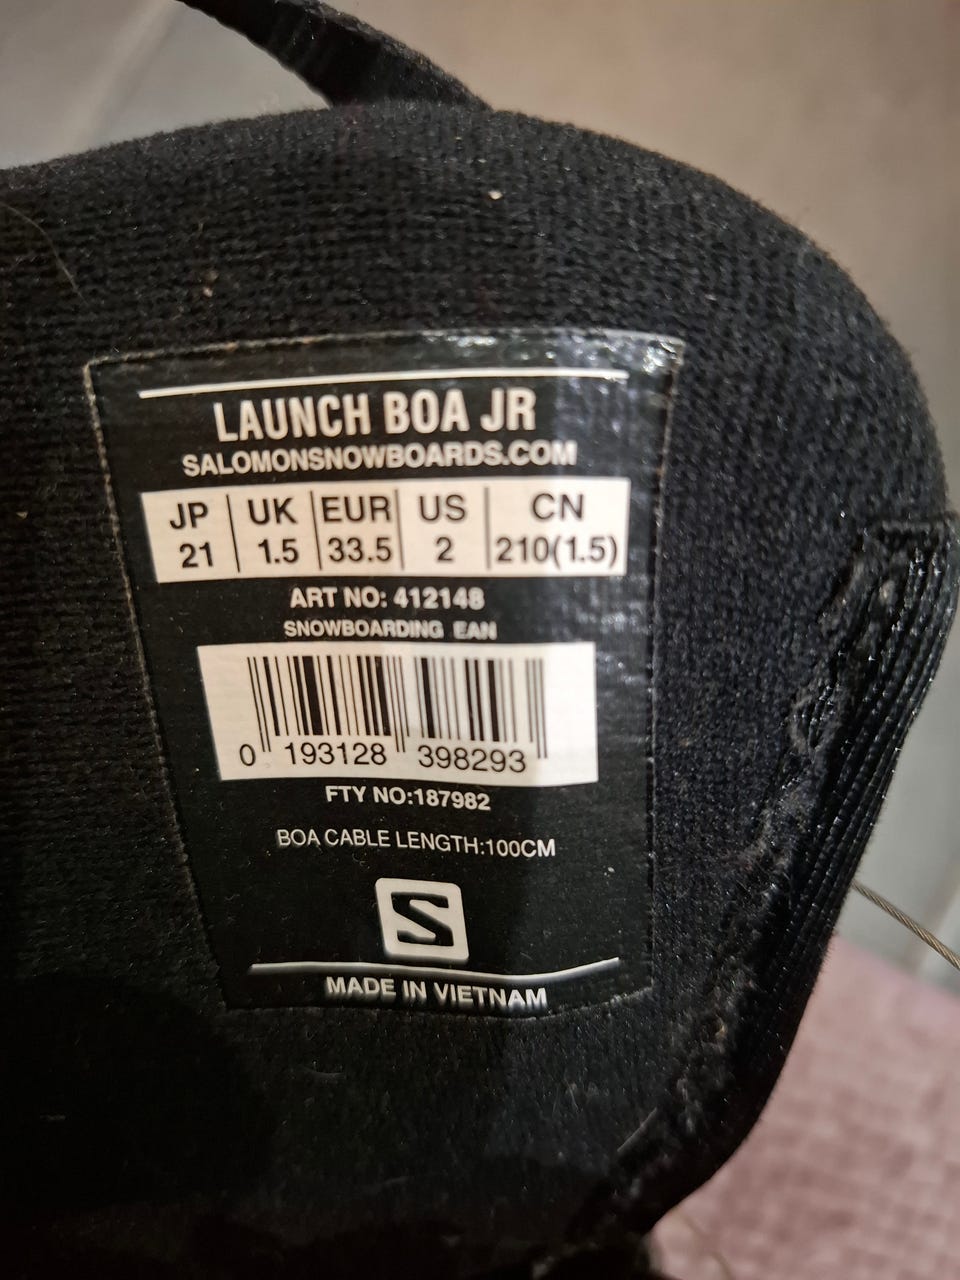 LAUNCH BOA JR
SALOMONSNOWBOARDS.COM
JP UK EUR US CN
21 1.5 33.5 2 210(1.5)
ART NO: 412148
SNOWBOARDING EAN
0 193128 398293
FTY NO:187982
BOA CABLE LENGTH:100CM
S
MADE IN VIETNAM